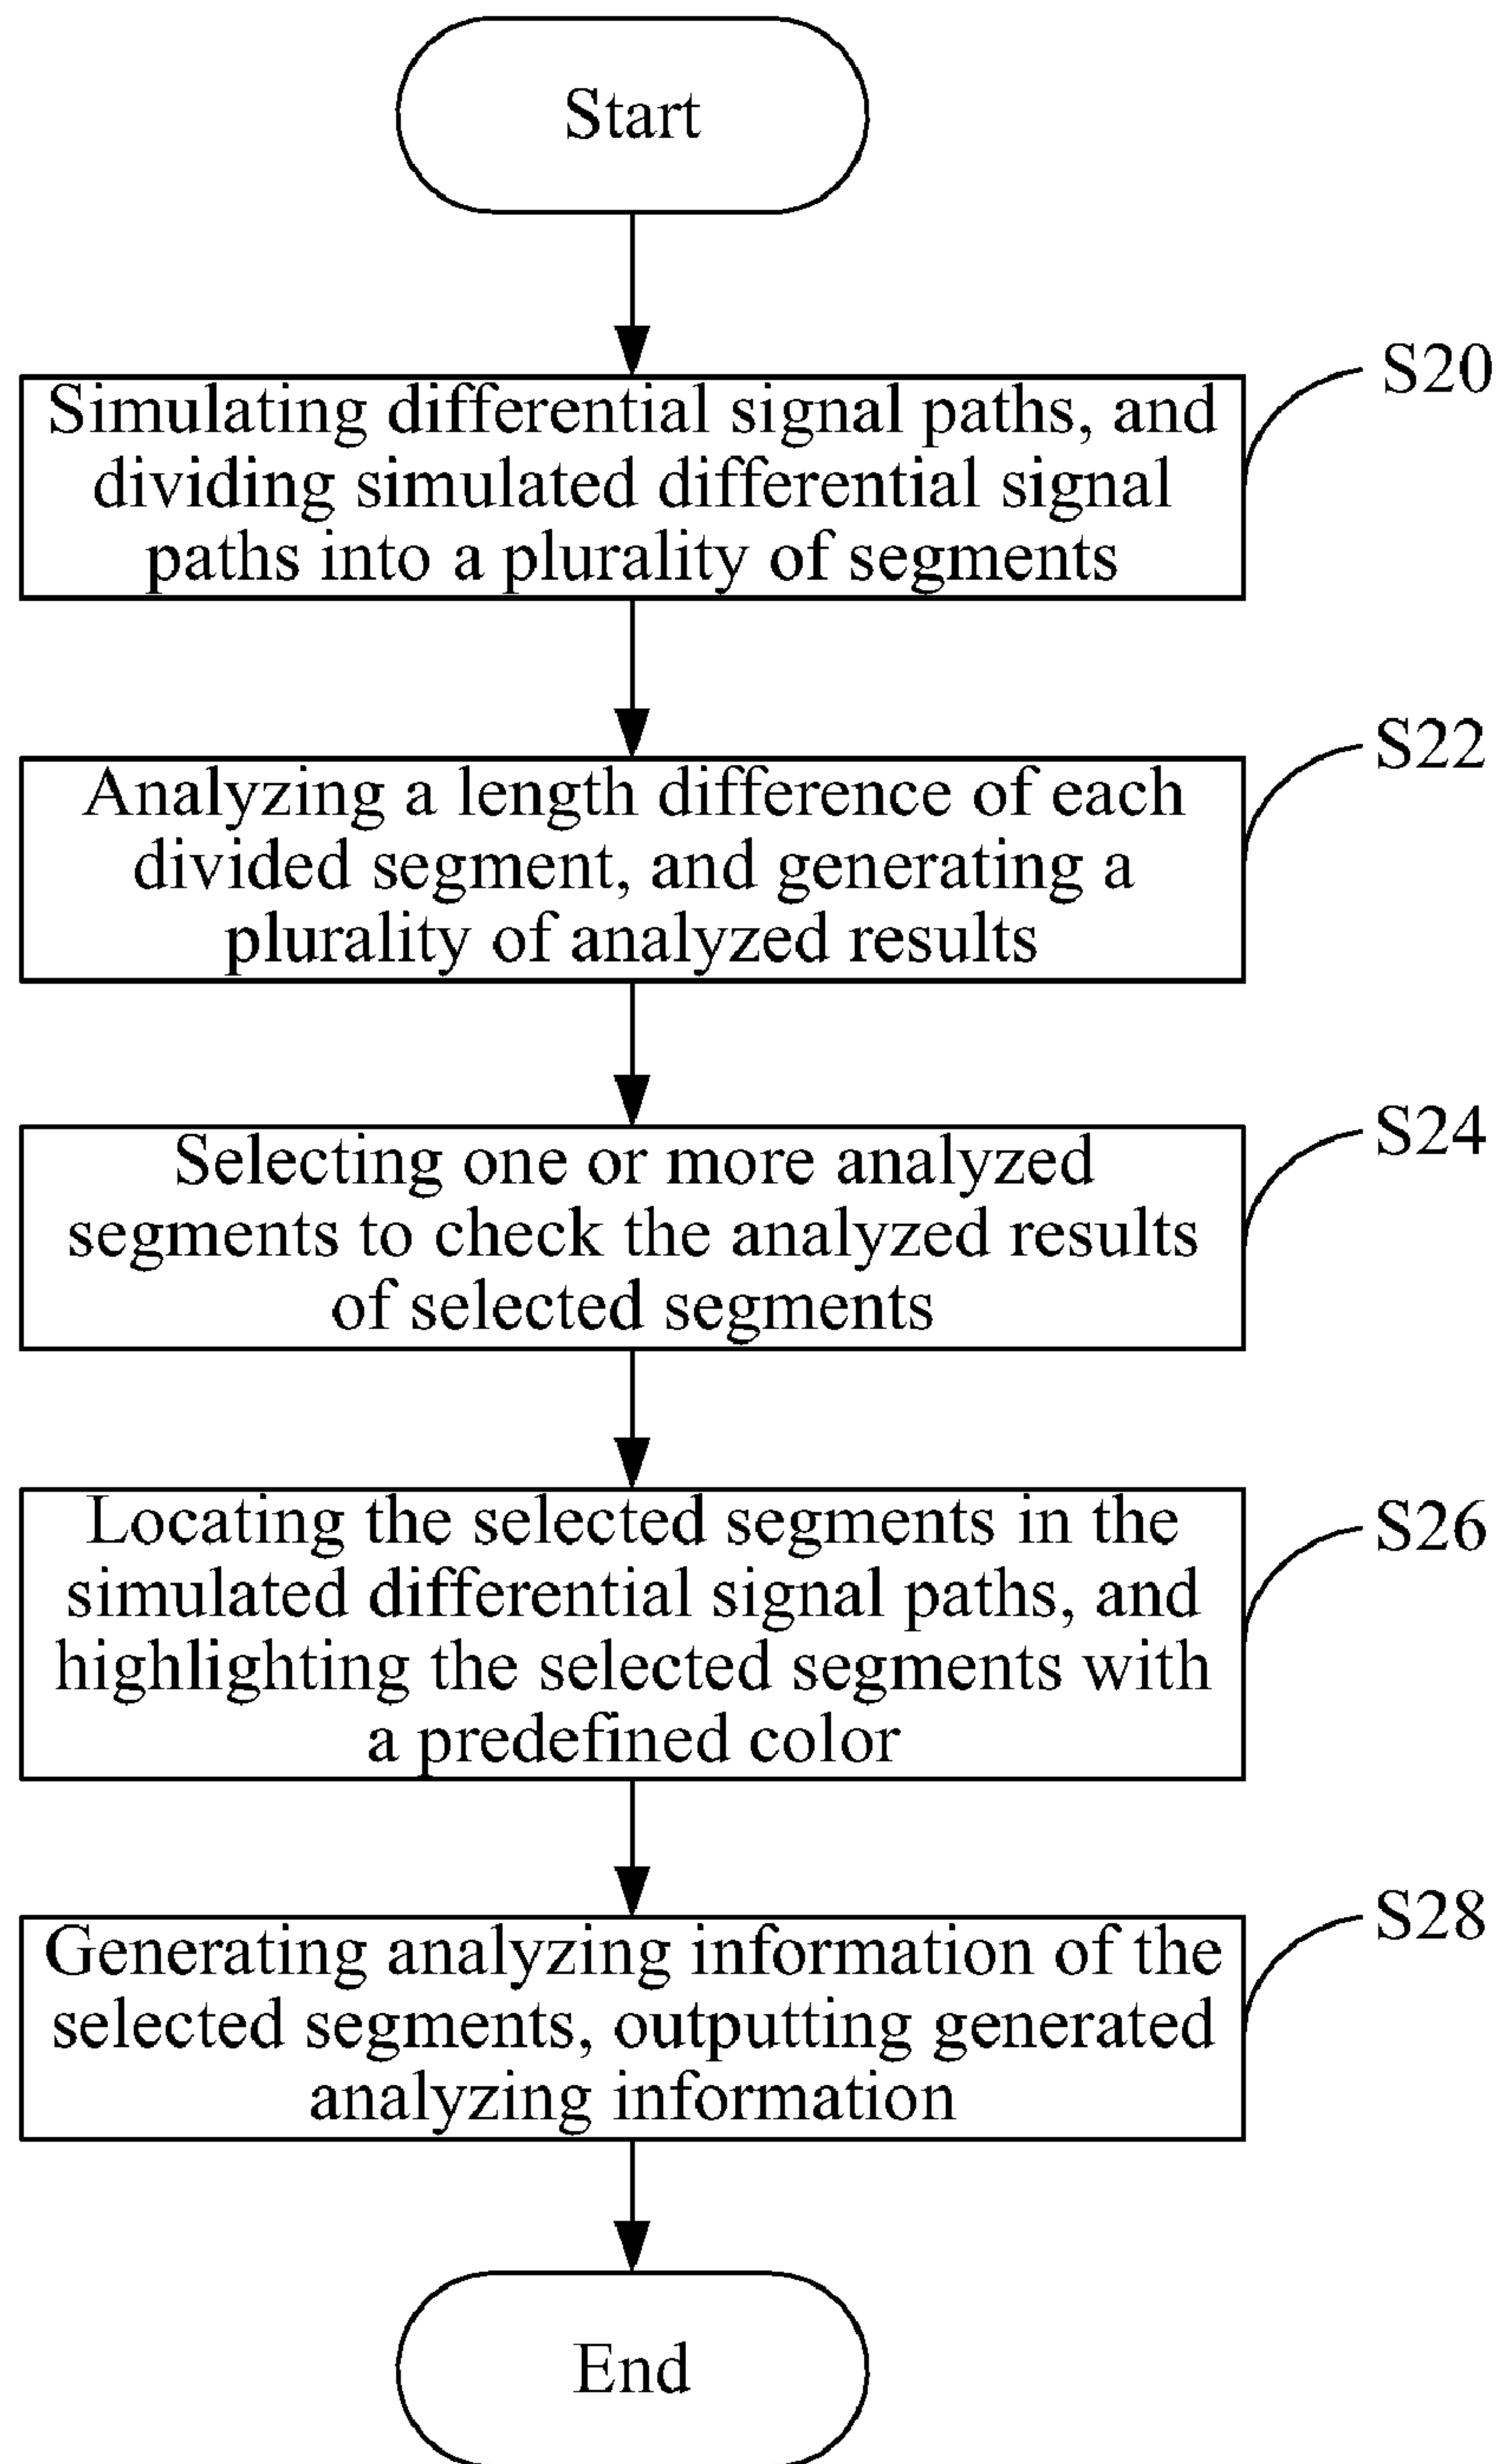 Start
S20
Simulating differential signal paths, and
dividing simulated differential signal
paths into a plurality of segments
S22
Analyzing a length difference of each
divided segment, and generating a
plurality of analyzed results
S24
Selecting one or more analyzed
segments to check the analyzed results
of selected segments
S26
Locating the selected segments in the
simulated differential signal paths, and
highlighting the selected segments with
a predefined color
S28
Generating analyzing information of the
selected segments, outputting generated
analyzing information
End